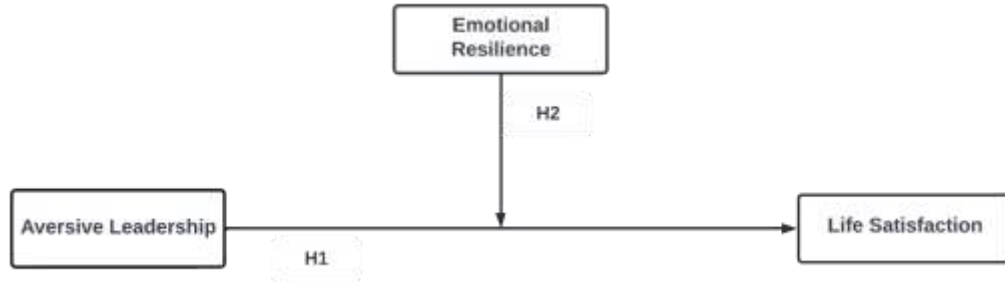 Emotional
Resilience
H2
Aversive Leadership
Life Satisfaction
H1